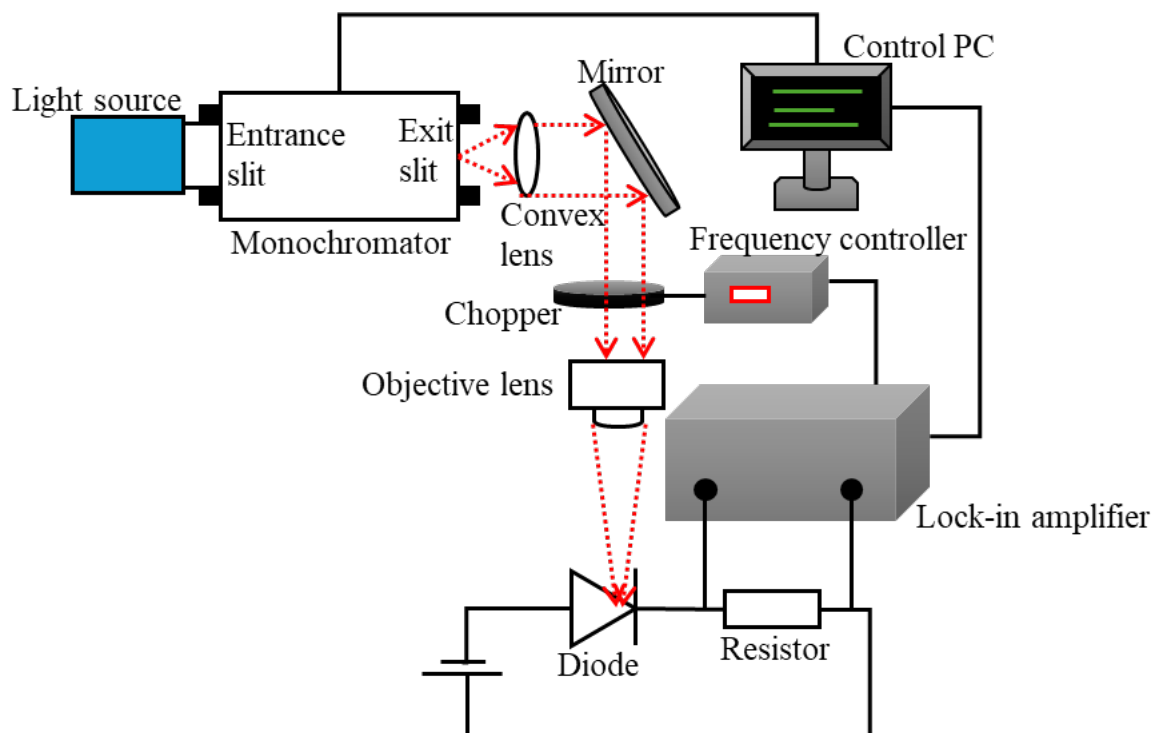 Control PC
Mirror
Light source
Entrance
slit
Exit
slit
Convex
lens
Monochromator
Frequency controller
Chopper
Objective lens
Lock-in amplifier
Resistor
Diode